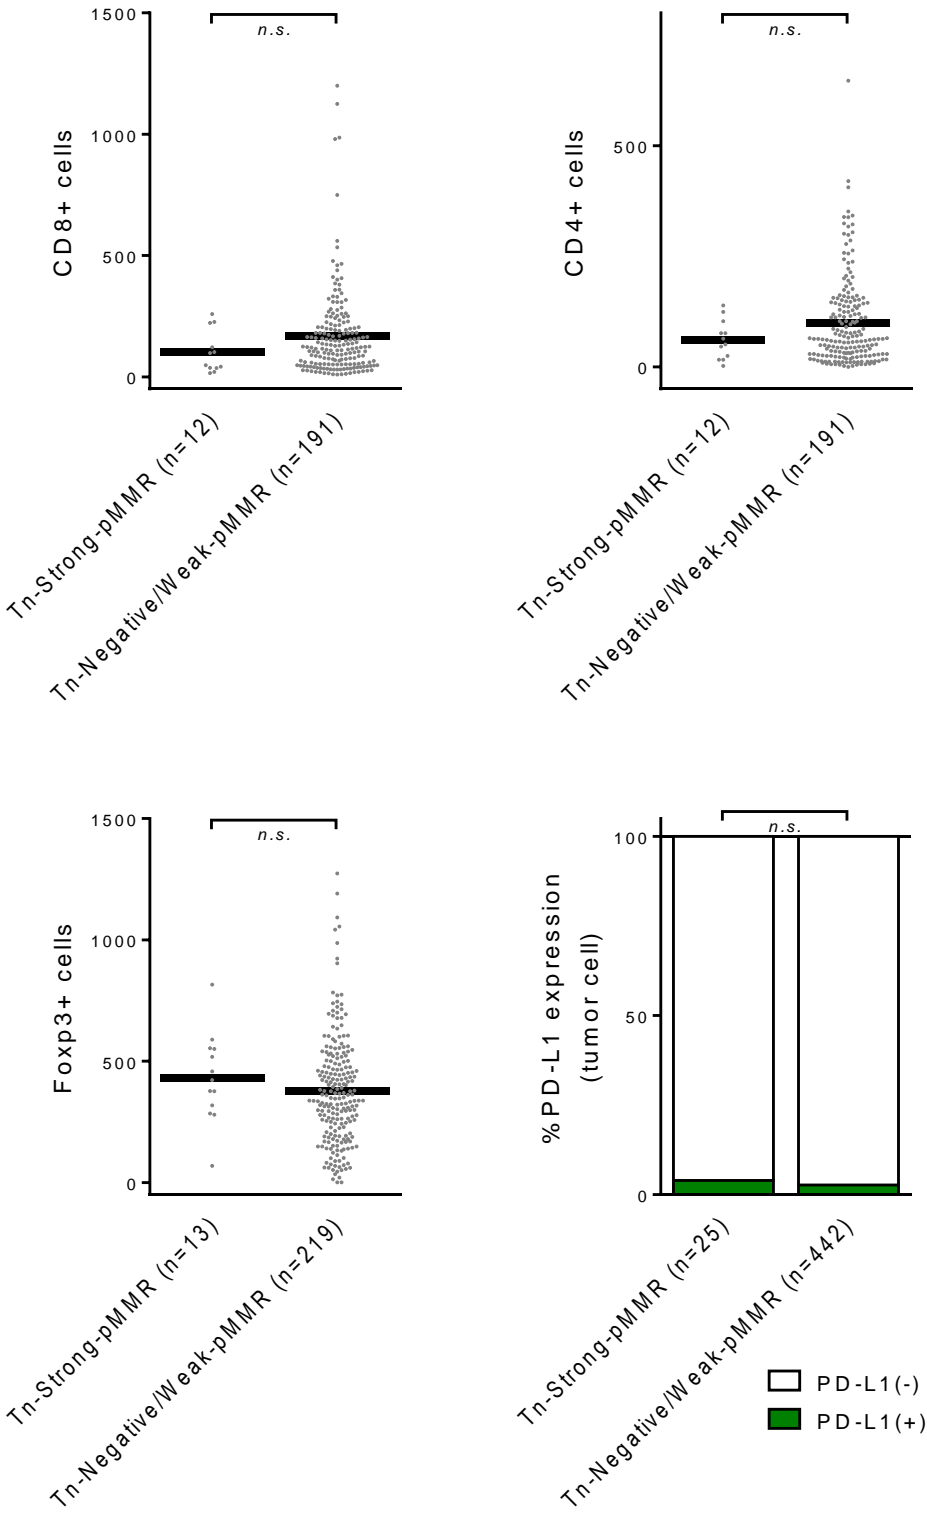 1500
1000
500
0
CD8+ cells
n.s.
Tn-Strong-pMMR (n=12)
Tn-Negative/Weak-pMMR (n=191)
500
0
CD4+ cells
n.s.
Tn-Strong-pMMR (n=12)
Tn-Negative/Weak-pMMR (n=191)
1500
1000
500
0
Foxp3+ cells
n.s.
Tn-Strong-pMMR (n=13)
Tn-Negative/Weak-pMMR (n=219)
100
50
0
%PD-L1 expression
(tumor cell)
n.s.
Tn-Strong-pMMR (n=25)
Tn-Negative/Weak-pMMR (n=442)
PD-L1(-)
PD-L1(+)